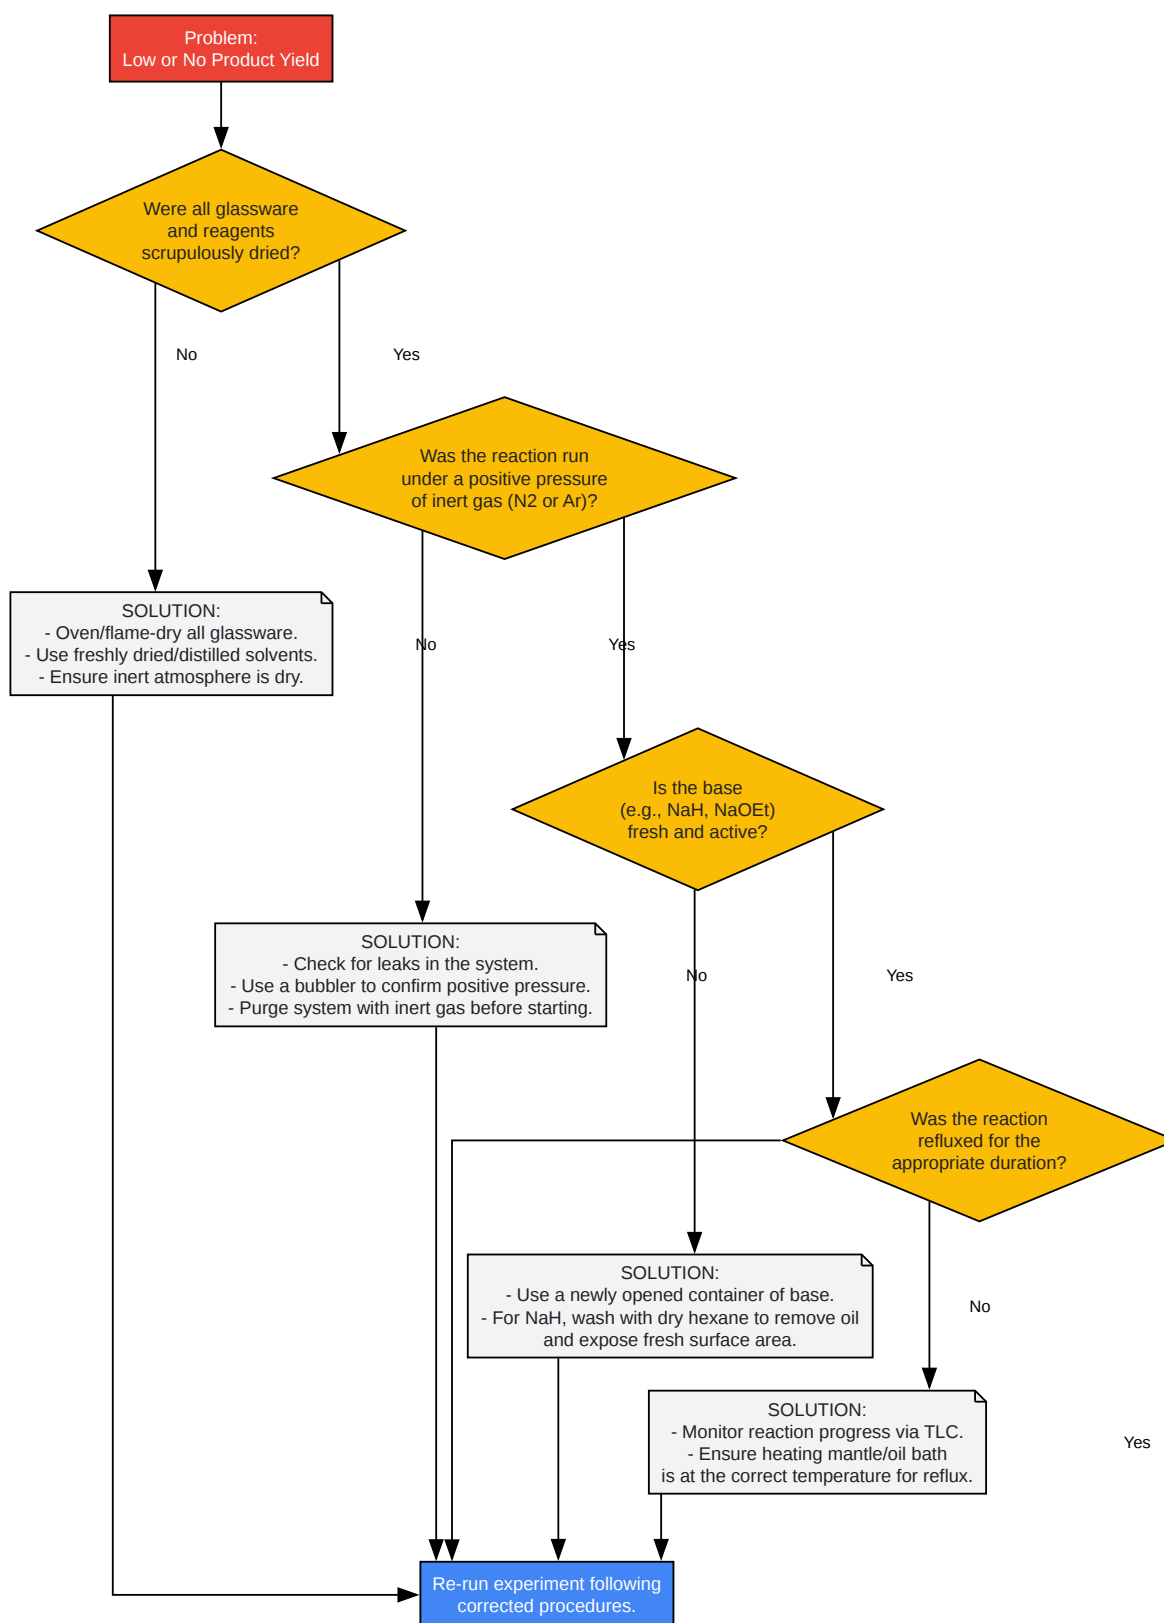 Problem:
Low or No Product Yield
Were all glassware
and reagents
scrupulously dried?
No
Yes
Was the reaction run
under a positive pressure
of inert gas (N2 or Ar)?
SOLUTION:
- Oven/flame-dry all glassware.
- Use freshly dried/distilled solvents.
- Ensure inert atmosphere is dry.
No
Yes
Is the base
(e.g., NaH, NaOEt)
fresh and active?
SOLUTION:
- Check for leaks in the system.
- Use a bubbler to confirm positive pressure.
- Purge system with inert gas before starting.
No
Yes
Was the reaction
refluxed for the
appropriate duration?
SOLUTION:
- Use a newly opened container of base.
- For NaH, wash with dry hexane to remove oil
and expose fresh surface area.
No
SOLUTION:
- Monitor reaction progress via TLC.
- Ensure heating mantle/oil bath
is at the correct temperature for reflux.
Yes
Re-run experiment following
corrected procedures.